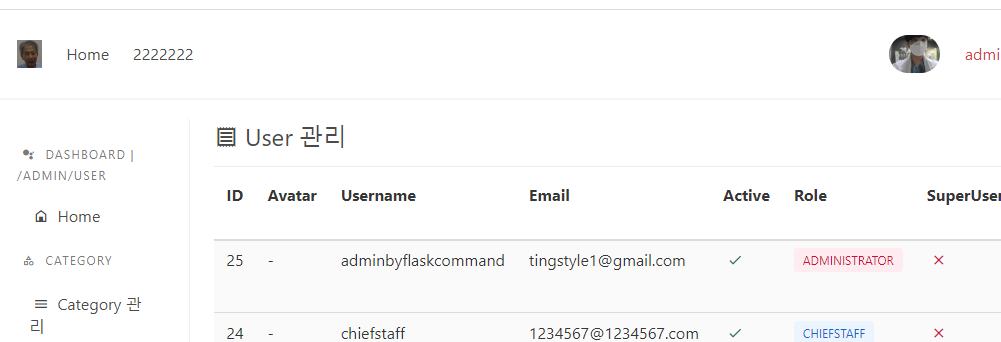 Home 2222222 admi
User 관리
DASHBOARD |
/ADMIN/USER
Home
CATEGORY
Category 관
리
ID Avatar Username Email Active Role SuperUser
25 - adminbyflaskcommand tingstyle1@gmail.com ADMINISTRATOR
24 - chiefstaff 1234567@1234567.com CHIEFSTAFF